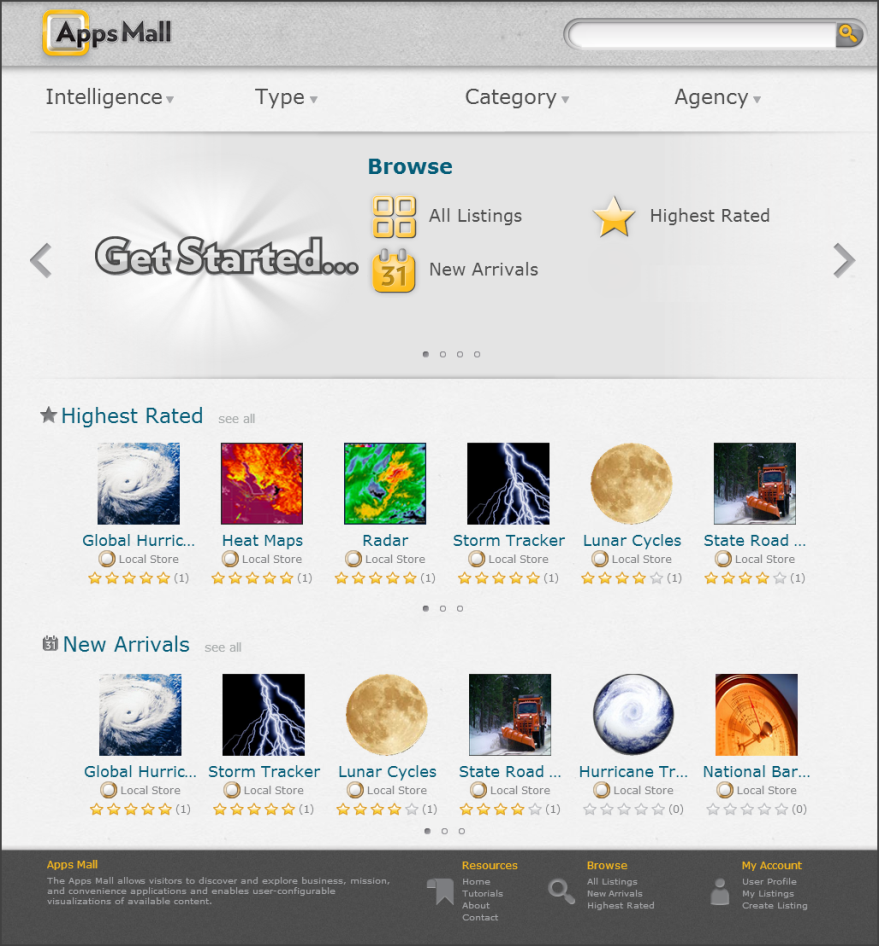 Apps Mall
Intelligence Type Category Agency
Browse
Get Started...
All Listings Highest Rated
31 New Arrivals
Highest Rated see all
Global Hurric... Heat Maps Radar Storm Tracker Lunar Cycles State Road ...
Local Store Local Store Local Store Local Store Local Store Local Store
(1) (1) (1) (1) (1) (1)
31 New Arrivals see all
Global Hurric... Storm Tracker Lunar Cycles State Road ... Hurricane Tr... National Bar...
Local Store Local Store Local Store Local Store Local Store Local Store
(1) (1) (1) (1) (0) (0)
Apps Mall
The Apps Mall allows visitors to discover and explore business, mission,
and convenience applications and enables user-configurable
visualizations of available content.
Resources
Home
Tutorials
About
Contact
Browse
All Listings
New Arrivals
Highest Rated
My Account
User Profile
My Listings
Create Listing